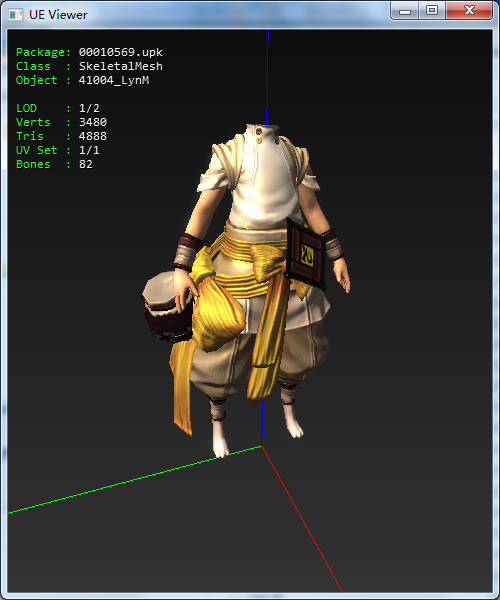 UE Viewer
Package: 00010569.upk
Class : SkeletalMesh
Object : 41004_LynM
LOD : 1/2
Verts : 3480
Tris : 4888
UV Set : 1/1
Bones : 82